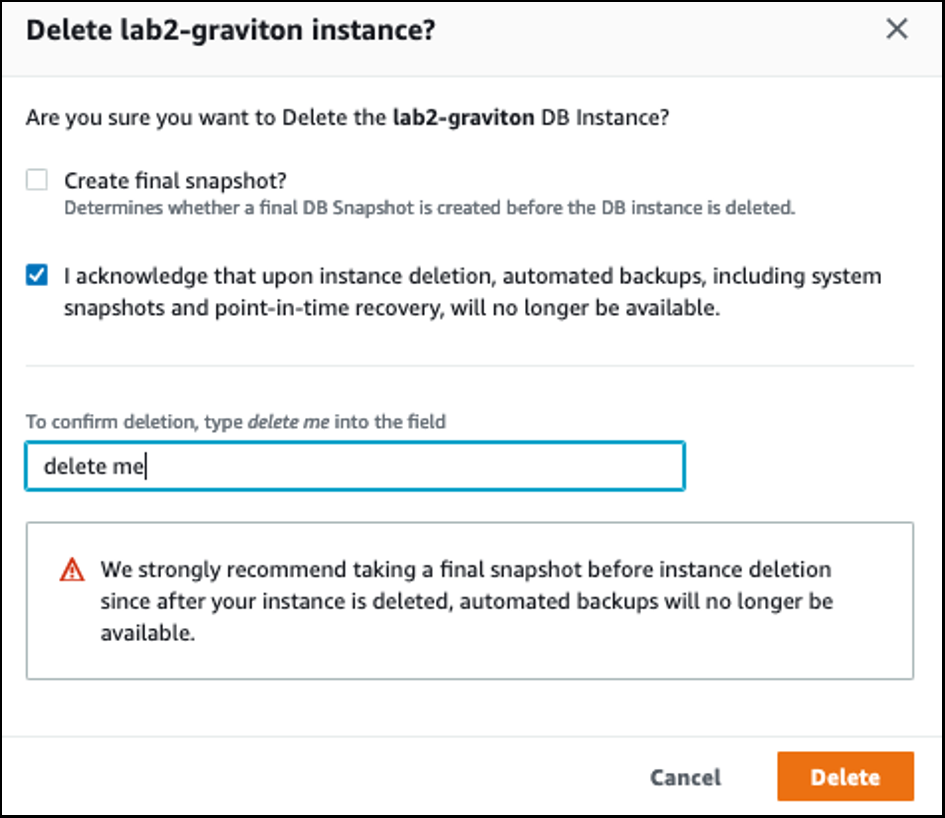 Delete lab2-graviton instance?
Are you sure you want to Delete the lab2-graviton DB Instance?
Create final snapshot?
Determines whether a final DB Snapshot is created before the DB instance is deleted.
I acknowledge that upon instance deletion, automated backups, including system
snapshots and point-in-time recovery, will no longer be available.
To confirm deletion, type delete me into the field
delete me
We strongly recommend taking a final snapshot before instance deletion
since after your instance is deleted, automated backups will no longer be
available.
Cancel
Delete